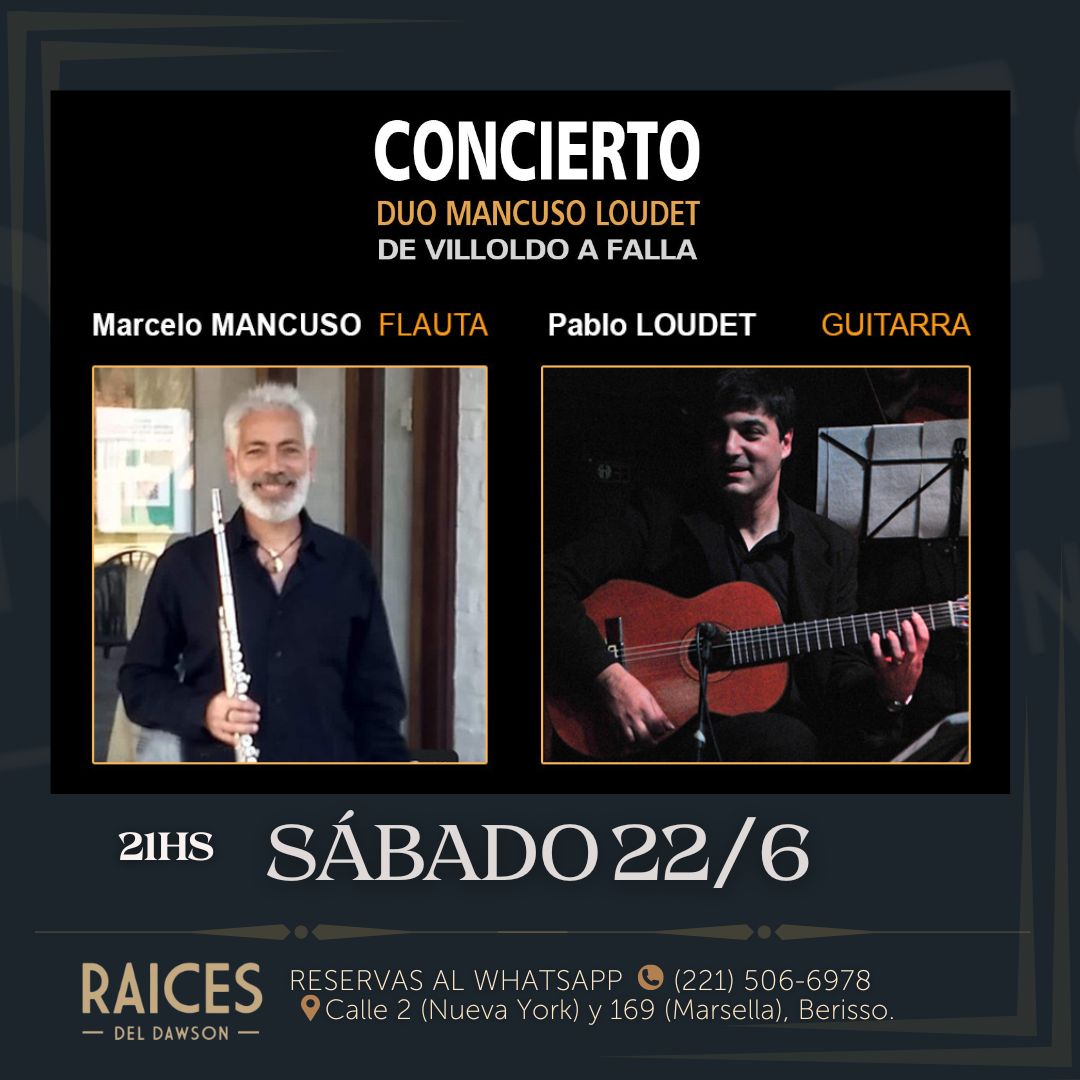 CONCIERTO
DUO MANCUSO LOUDET
DE VILLOLDO A FALLA
Marcelo MANCUSO FLAUTA
Pablo LOUDET GUITARRA
21HS SÁBADO 22/6
RAICES
DEL DAWSON
RESERVAS AL WHATSAPP (221) 506-6978
Calle 2 (Nueva York) y 169 (Marsella), Berisso.